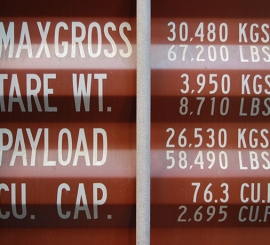 MAXGROSS 30,480 KGS
67,200 LBS
TARE WT. 3,950 KGS
8,710 LBS
PAYLOAD 26,530 KGS
58,490 LBS
CU. CAP. 76.3 CU.
2,695 CU.F